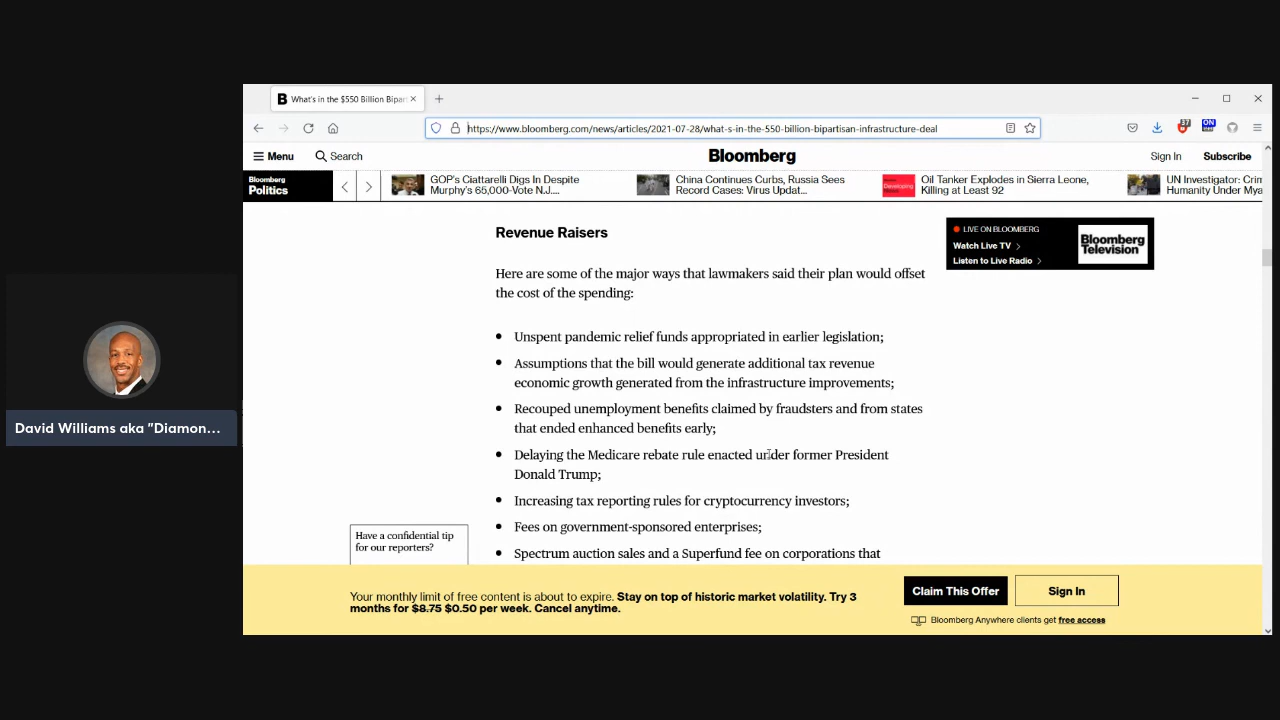 What's in the $550 Billion Bipar
https://www.bloomberg.com/news/articles/2021-07-28/what-s-in-the-550-billion-bipartisan-infrastructure-deal
37
ON
Menu
Search
Bloomberg
Sign In
Subscribe
Bloomberg
Politics
GOP's Ciattarelli Digs In Despite
Murphy's 65,000-Vote N.J....
China Continues Curbs, Russia Sees
Record Cases: Virus Updat...
Developing
Oil Tanker Explodes in Sierra Leone,
Killing at Least 92
UN Investigator: Crim
Humanity Under Mya
Revenue Raisers
LIVE ON BLOOMBERG
Watch Live TV
Listen to Live Radio
Bloomberg
Television
Here are some of the major ways that lawmakers said their plan would offset
the cost of the spending:
Unspent pandemic relief funds appropriated in earlier legislation;
Assumptions that the bill would generate additional tax revenue
economic growth generated from the infrastructure improvements;
Recouped unemployment benefits claimed by fraudsters and from states
that ended enhanced benefits early;
Delaying the Medicare rebate rule enacted under former President
Donald Trump;
Increasing tax reporting rules for cryptocurrency investors;
Fees on government-sponsored enterprises;
Spectrum auction sales and a Superfund fee on corporations that
Have a confidential tip
for our reporters?
David Williams aka "Diamon...
Your monthly limit of free content is about to expire. Stay on top of historic market volatility. Try 3
months for $8.75 $0.50 per week. Cancel anytime.
Claim This Offer
Sign In
Bloomberg Anywhere clients get free access